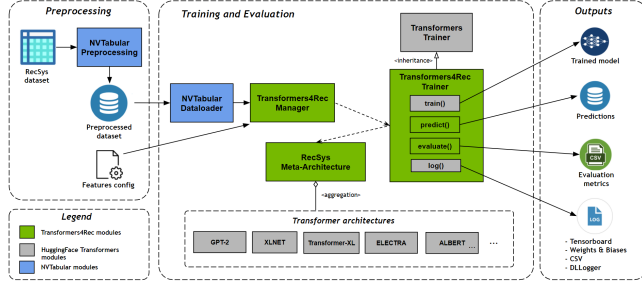 Preprocessing
NVTabular
Preprocessing
RecSys
dataset
Preprocessed
dataset
Features config
Legend
Transformers4Rec modules
HuggingFace Transformers
modules
NVTabular modules
Training and Evaluation
NVTabular
Dataloader
Transformers4Rec
Manager
RecSys
Meta-Architecture
<aggregation>
Transformers
Trainer
<inheritance>
Transformers4Rec
Trainer
train()
predict()
evaluate()
log()
Transformer architectures
GPT-2
XLNET
Transformer-XL
ELECTRA
ALBERT
...
...
Outputs
Trained model
Predictions
CSV
Evaluation
metrics
LOG
- Tensorboard
- Weights & Biases
- CSV
- DLLogger